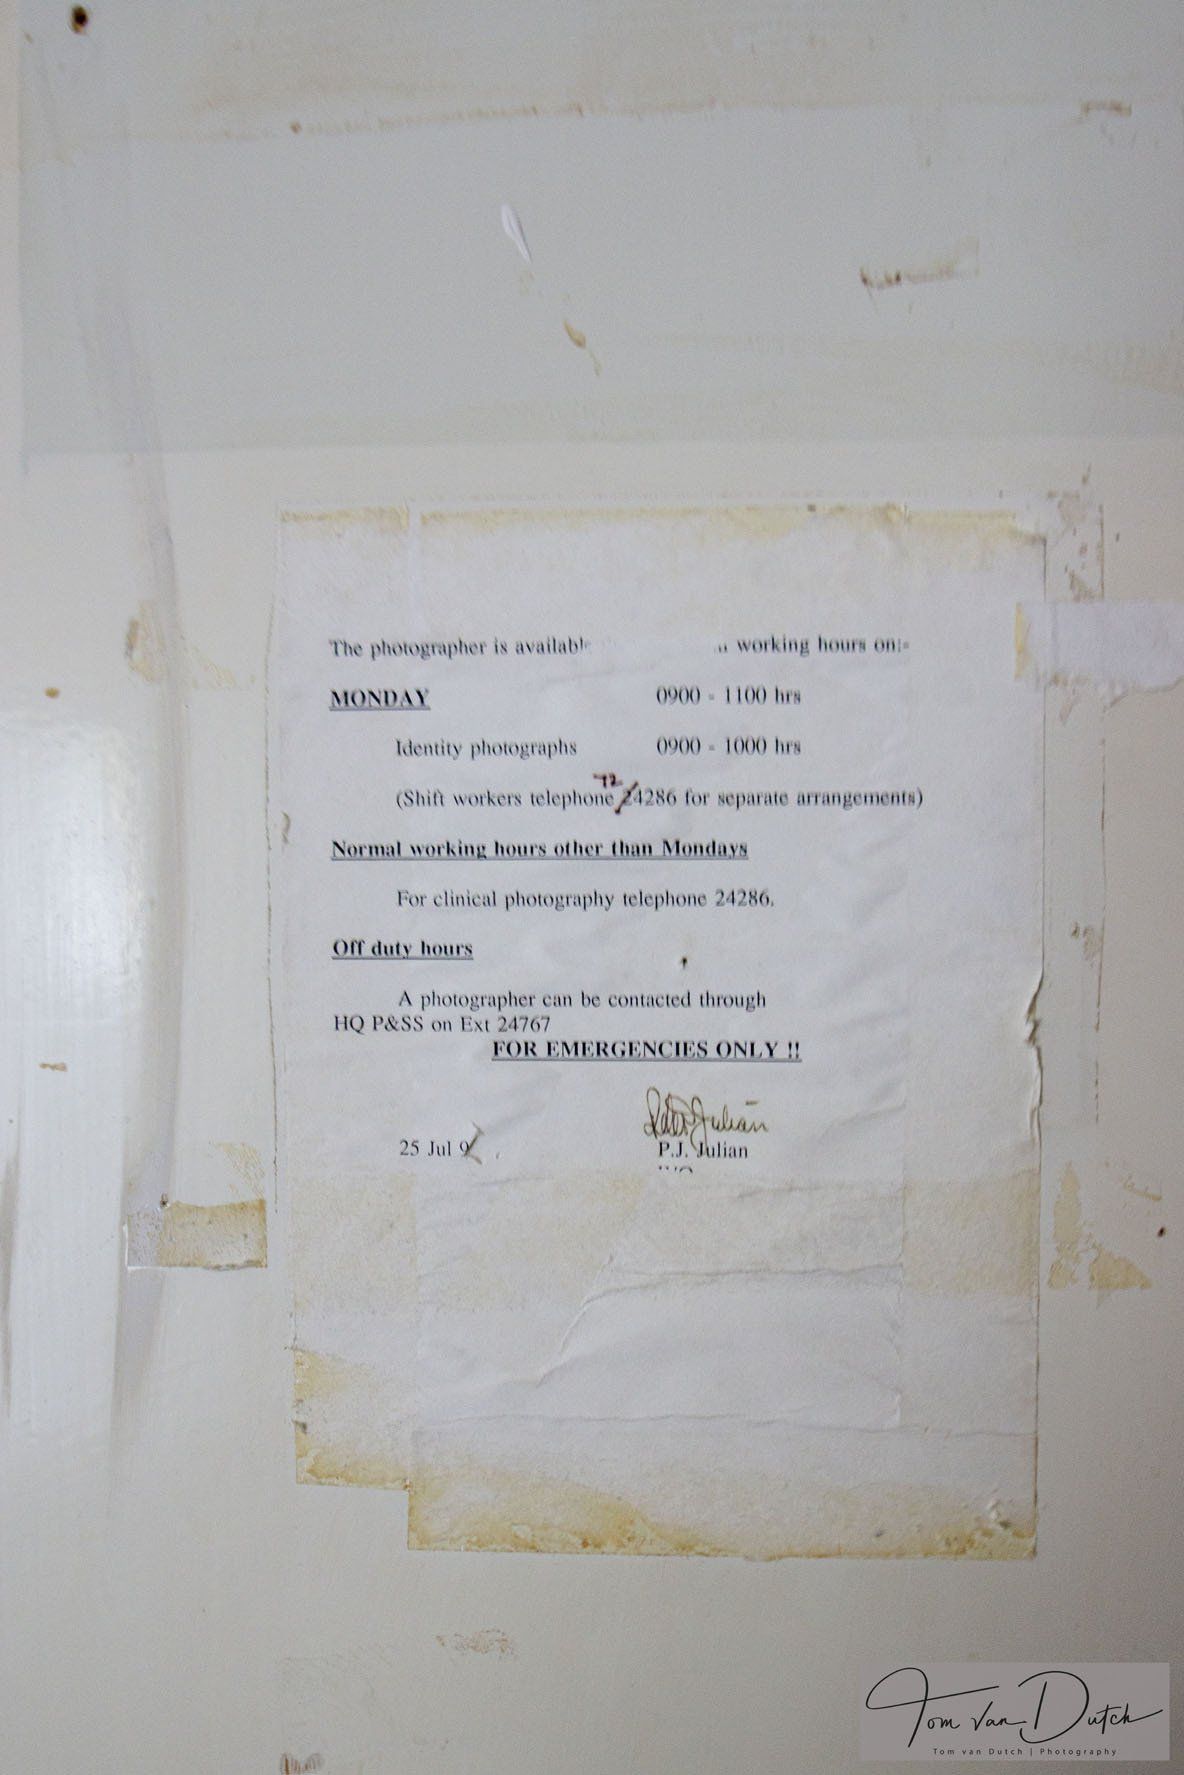 The photographer is available working hours on:-
MONDAY 0900 - 1100 hrs
Identity photographs 0900 - 1000 hrs
72
(Shift workers telephone 24286 for separate arrangements)
Normal working hours other than Mondays
For clinical photography telephone 24286.
Off duty hours
A photographer can be contacted through
HQ P&SS on Ext 24767
FOR EMERGENCIES ONLY !!
25 Jul P.J. Julian
Tom van Dutch
Tom van Dutch | Photography